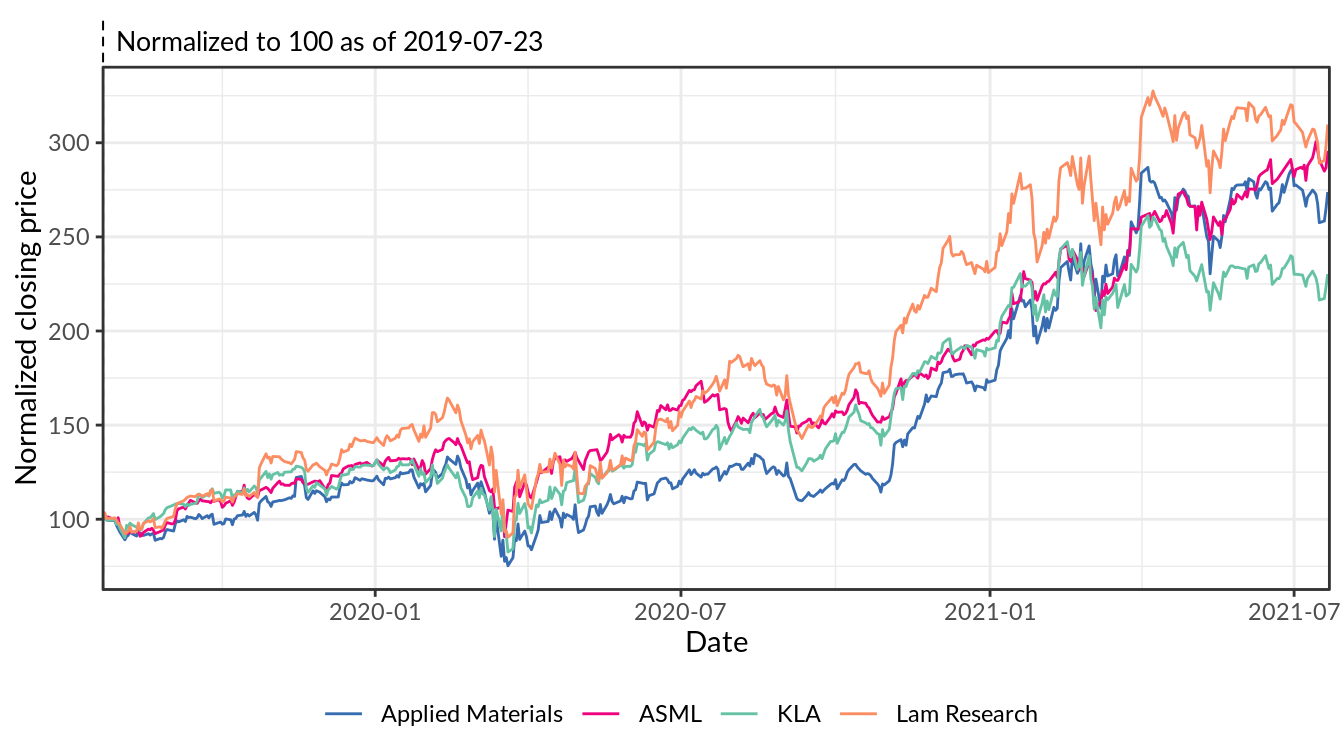 Normalized to 100 as of 2019-07-23
Normalized closing price
300
250
200
150
100
2020-01
2020-07
2021-01
2021-07
Date
Applied Materials
ASML
KLA
Lam Research